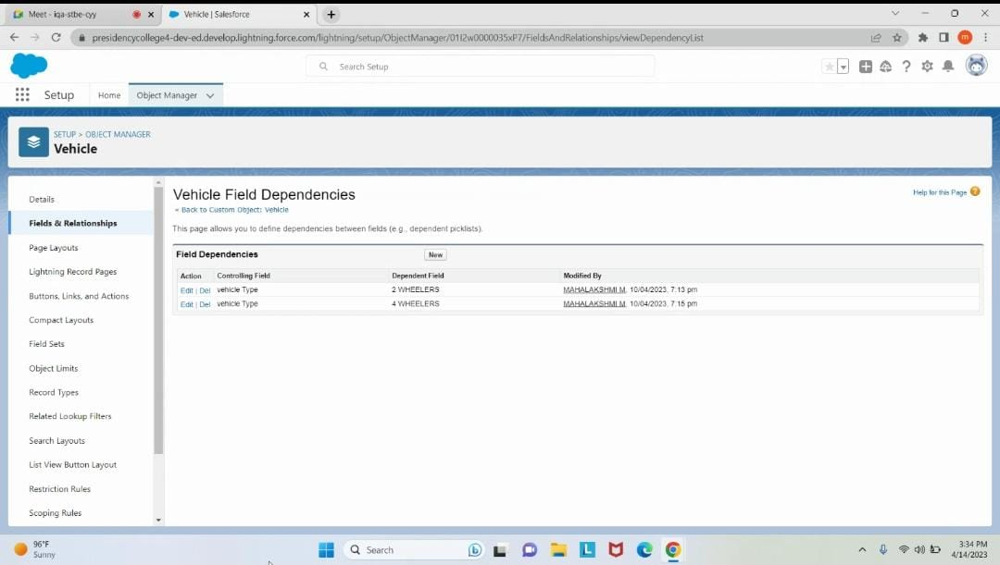 Meet - iqa-stbe-cyy
Vehicle | Salesforce
presidencycollege4-dev-ed.develop.lightning.force.com/lightning/setup/ObjectManager/01I2w0000035xP7/FieldsAndRelationships/viewDependencyList
m
Search Setup
Setup
Home
Object Manager
SETUP > OBJECT MANAGER
Vehicle
Details
Fields & Relationships
Page Layouts
Lightning Record Pages
Buttons, Links, and Actions
Compact Layouts
Field Sets
Object Limits
Record Types
Related Lookup Filters
Search Layouts
List View Button Layout
Restriction Rules
Scoping Rules
Vehicle Field Dependencies
Help for this Page
« Back to Custom Object: Vehicle
This page allows you to define dependencies between fields (e.g., dependent picklists).
Field Dependencies New
Action Controlling Field Dependent Field Modified By
Edit | Del vehicle Type 2 WHEELERS MAHALAKSHMI M, 10/04/2023, 7:13 pm
Edit | Del vehicle Type 4 WHEELERS MAHALAKSHMI M, 10/04/2023, 7:15 pm
96°F
Sunny
Search
3:34 PM
4/14/2023